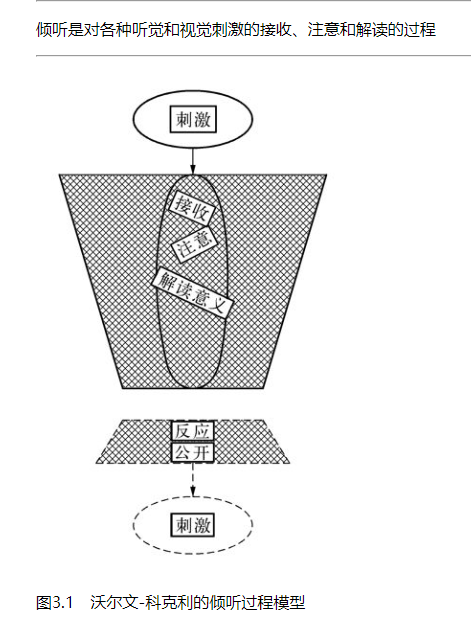 倾听是对各种听觉和视觉刺激的接收、注意和解读的过程
刺激
接收
注意
解读意义
反应
公开
刺激
图3.1 沃尔文-科克利的倾听过程模型